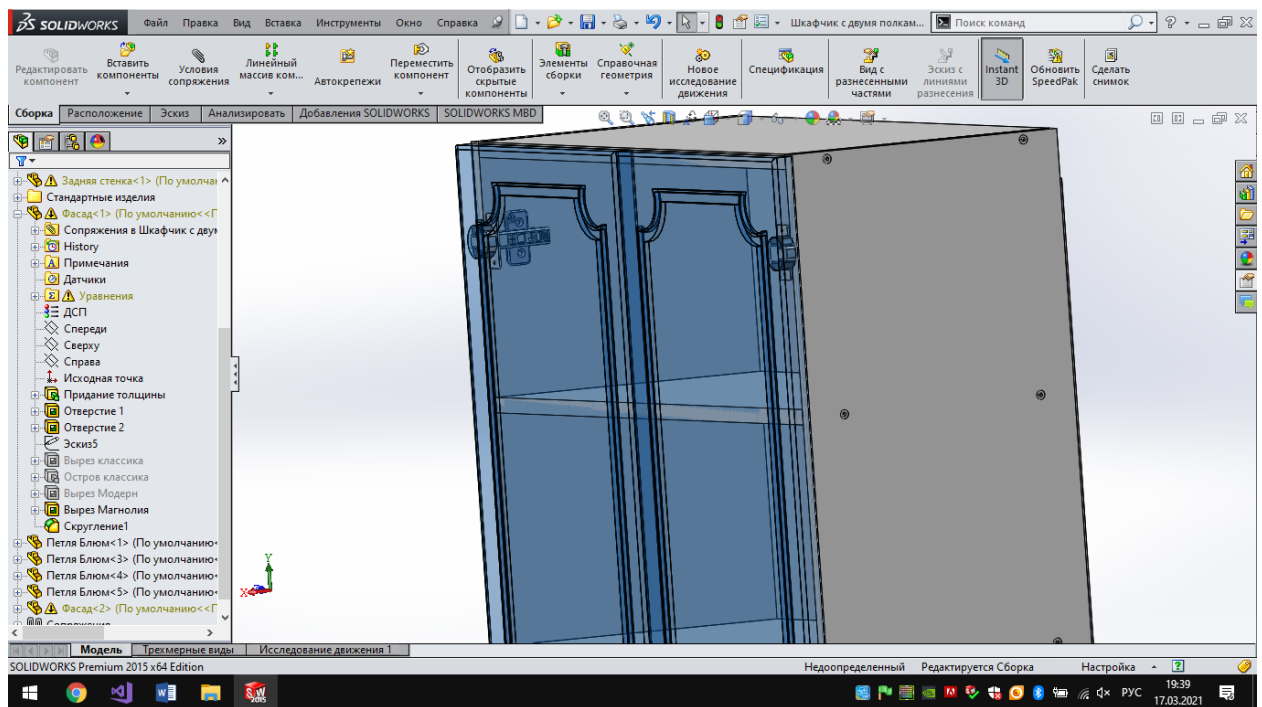 SOLIDWORKS Файл Правка Вид Вставка Инструменты Окно Справка Шкафчик с двумя полкам... Поиск команд
Редактировать компонент
Вставить компоненты
Условия сопряжения
Линейный массив ком...
Автокрепежи
Переместить компонент
Отобразить скрытые компоненты
Элементы сборки
Справочная геометрия
Новое исследование движения
Спецификация
Вид с разнесенными частями
Эскиз с линиями разнесения
Instant 3D
Обновить SpeedPak
Сделать снимок
Сборка Расположение Эскиз Анализировать Добавления SOLIDWORKS SOLIDWORKS MBD
Задняя стенка<1> (По умолчан
Стандартные изделия
Фасад<1> (По умолчанию<<П
Сопряжения в Шкафчик с двум
History
Примечания
Датчики
Уравнения
ДСП
Спереди
Сверху
Справа
Исходная точка
Придание толщины
Отверстие 1
Отверстие 2
Эскиз5
Вырез классика
Остров классика
Вырез Модерн
Вырез Магнолия
Скругление1
Петля Блюм<1> (По умолчанию<
Петля Блюм<3> (По умолчанию<
Петля Блюм<4> (По умолчанию<
Петля Блюм<5> (По умолчанию<
Фасад<2> (По умолчанию<<П
Y
X
Модель Трехмерные виды Исследование движения 1
SOLIDWORKS Premium 2015 x64 Edition Недоопределенный Редактируется Сборка Настройка
РУС
19:39
17.03.2021